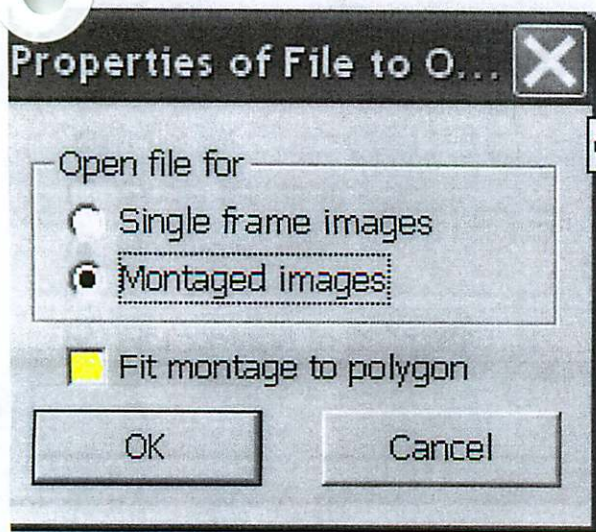 Properties of File to O...
Open file for
Single frame images
Montaged images
Fit montage to polygon
OK
Cancel